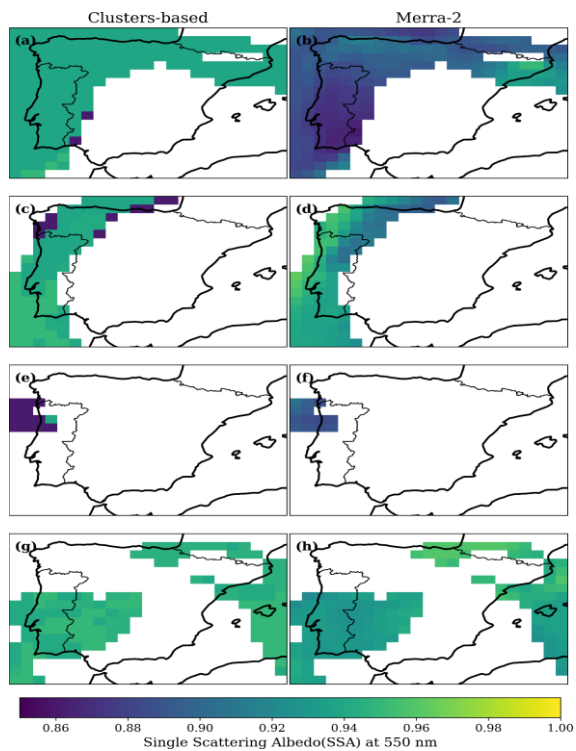 Clusters-based Merra-2
(a) (b)
(c) (d)
(e) (f)
(g) (h)
0.86 0.88 0.90 0.92 0.94 0.96 0.98 1.00
Single Scattering Albedo(SSA) at 550 nm